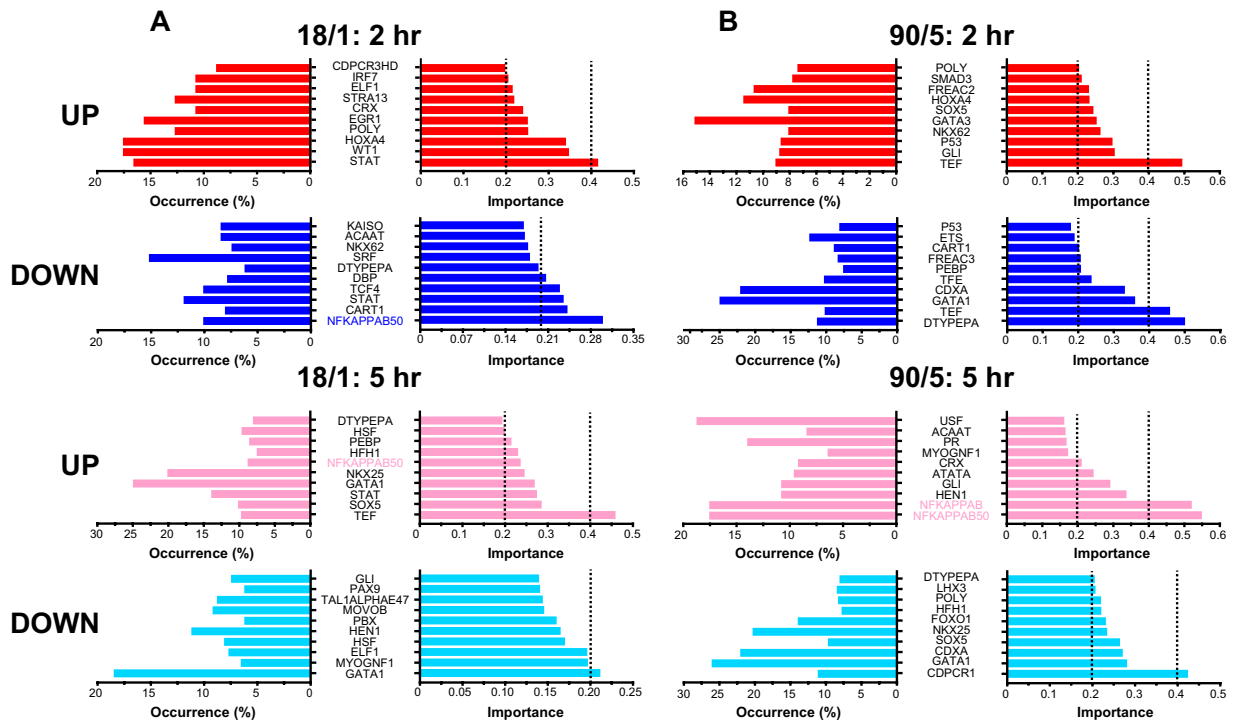 A
B
18/1: 2 hr
90/5: 2 hr
UP
CDPCR3HD
IRF7
ELF1
STRA13
CRX
EGR1
POLY
HOXA4
WT1
STAT
20 15 10 5 0
Occurrence (%)
0 0.1 0.2 0.3 0.4 0.5
Importance
POLY
SMAD3
FREAC2
HOXA4
SOX5
GATA3
NKX62
P53
GLI
TEF
16 14 12 10 8 6 4 2 0
Occurrence (%)
0 0.1 0.2 0.3 0.4 0.5 0.6
Importance
DOWN
KAISO
ACAAT
NKX62
SRF
DTYPEPA
DBP
TCF4
STAT
CART1
NFKAPPAB50
20 15 10 5 0
Occurrence (%)
0 0.07 0.14 0.21 0.28 0.35
Importance
P53
ETS
CART1
FREAC3
PEBP
TFE
CDXA
GATA1
TEF
DTYPEPA
30 25 20 15 10 5 0
Occurrence (%)
0 0.1 0.2 0.3 0.4 0.5 0.6
Importance
18/1: 5 hr
90/5: 5 hr
UP
DTYPEPA
HSF
PEBP
HFH1
NFKAPPAB50
NKX25
GATA1
STAT
SOX5
TEF
30 25 20 15 10 5 0
Occurrence (%)
0 0.1 0.2 0.3 0.4 0.5
Importance
USF
ACAAT
PR
MYOGNF1
CRX
ATATA
GLI
HEN1
NFKAPPAB
NFKAPPAB50
20 15 10 5 0
Occurrence (%)
0 0.1 0.2 0.3 0.4 0.5 0.6
Importance
DOWN
GLI
PAX9
TAL1ALPHAE47
MOVOB
PBX
HEN1
HSF
ELF1
MYOGNF1
GATA1
20 15 10 5 0
Occurrence (%)
0 0.05 0.10 0.15 0.20 0.25
Importance
DTYPEPA
LHX3
POLY
HFH1
FOXO1
NKX25
SOX5
CDXA
GATA1
CDPCR1
30 25 20 15 10 5 0
Occurrence (%)
0 0.1 0.2 0.3 0.4 0.5
Importance